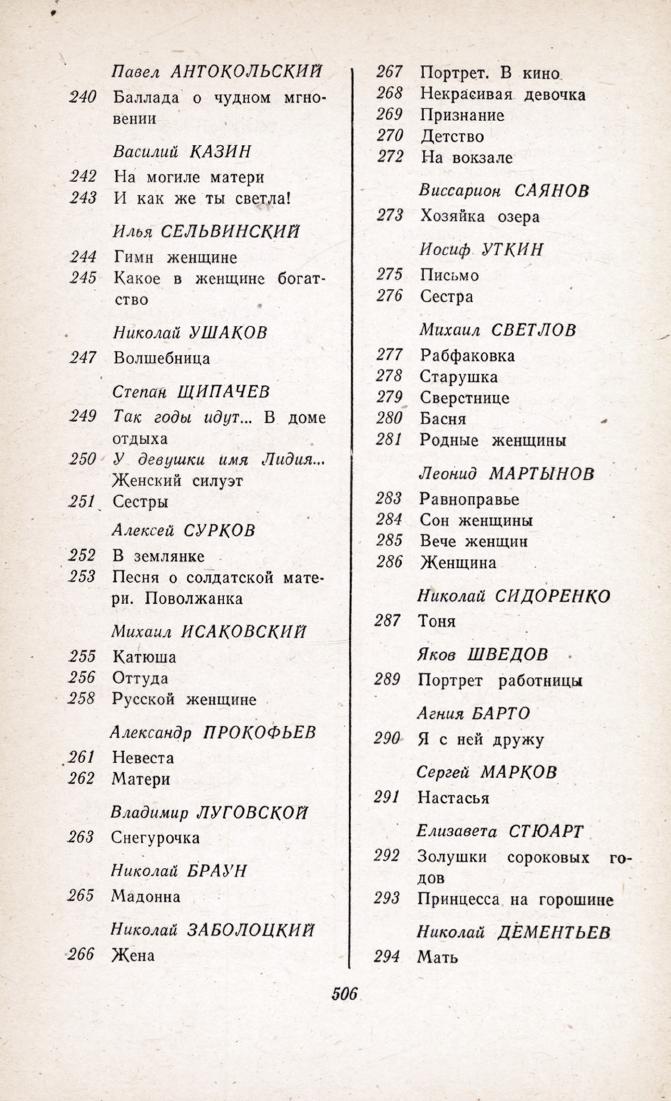 Павел АНТОКОЛЬСКИЙ
240 Баллада о чудном мгно-
вении
Василий КАЗИН
242 На могиле матери
243 И как же ты светла!
Илья СЕЛЬВИНСКИЙ
244 Гимн женщине
245 Какое в женщине богат-
ство
Николай УШАКОВ
247 Волшебница
Степан ЩИПАЧЕВ
249 Так годы идут... В доме
отдыха
250 У девушки имя Лидия...
Женский силуэт
251 Сестры
Алексей СУРКОВ
252 В землянке
253 Песня о солдатской мате-
ри. Поволжанка
Михаил ИСАКОВСКИЙ
255 Катюша
256 Оттуда
258 Русской женщине
Александр ПРОКОФЬЕВ
261 Невеста
262 Матери
Владимир ЛУГОВСКОЙ
263 Снегурочка
Николай БРАУН
265 Мадонна
Николай ЗАБОЛОЦКИЙ
266 Жена
267 Портрет. В кино
268 Некрасивая девочка
269 Признание
270 Детство
272 На вокзале
Виссарион САЯНОВ
273 Хозяйка озера
Иосиф УТКИН
275 Письмо
276 Сестра
Михаил СВЕТЛОВ
277 Рабфаковка
278 Старушка
279 Сверстнице
280 Басня
281 Родные женщины
Леонид МАРТЫНОВ
283 Равноправье
284 Сон женщины
285 Вече женщин
286 Женщина
Николай СИДОРЕНКО
287 Тоня
Яков ШВЕДОВ
289 Портрет работницы
Агния БАРТО
290 Я с ней дружу
Сергей МАРКОВ
291 Настасья
Елизавета СТЮАРТ
292 Золушки сороковых го-
дов
293 Принцесса на горошине
Николай ДЕМЕНТЬЕВ
294 Мать
506